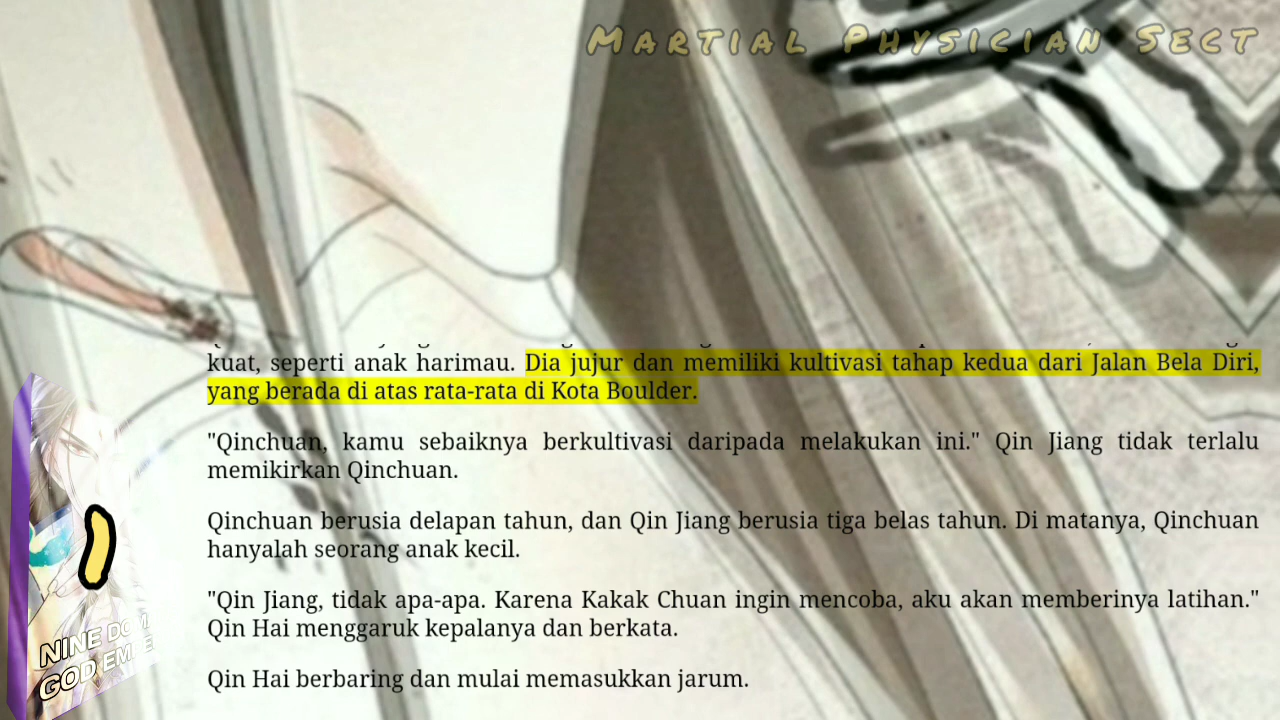 Martial Physician Sect
kuat, seperti anak harimau. Dia jujur dan memiliki kultivasi tahap kedua dari Jalan Bela Diri,
yang berada di atas rata-rata di Kota Boulder.
"Qinchuan, kamu sebaiknya berkultivasi daripada melakukan ini." Qin Jiang tidak terlalu
memikirkan Qinchuan.
Qinchuan berusia delapan tahun, dan Qin Jiang berusia tiga belas tahun. Di matanya, Qinchuan
hanyalah seorang anak kecil.
"Qin Jiang, tidak apa-apa. Karena Kakak Chuan ingin mencoba, aku akan memberinya latihan."
Qin Hai menggaruk kepalanya dan berkata.
Qin Hai berbaring dan mulai memasukkan jarum.
NINE
GOD